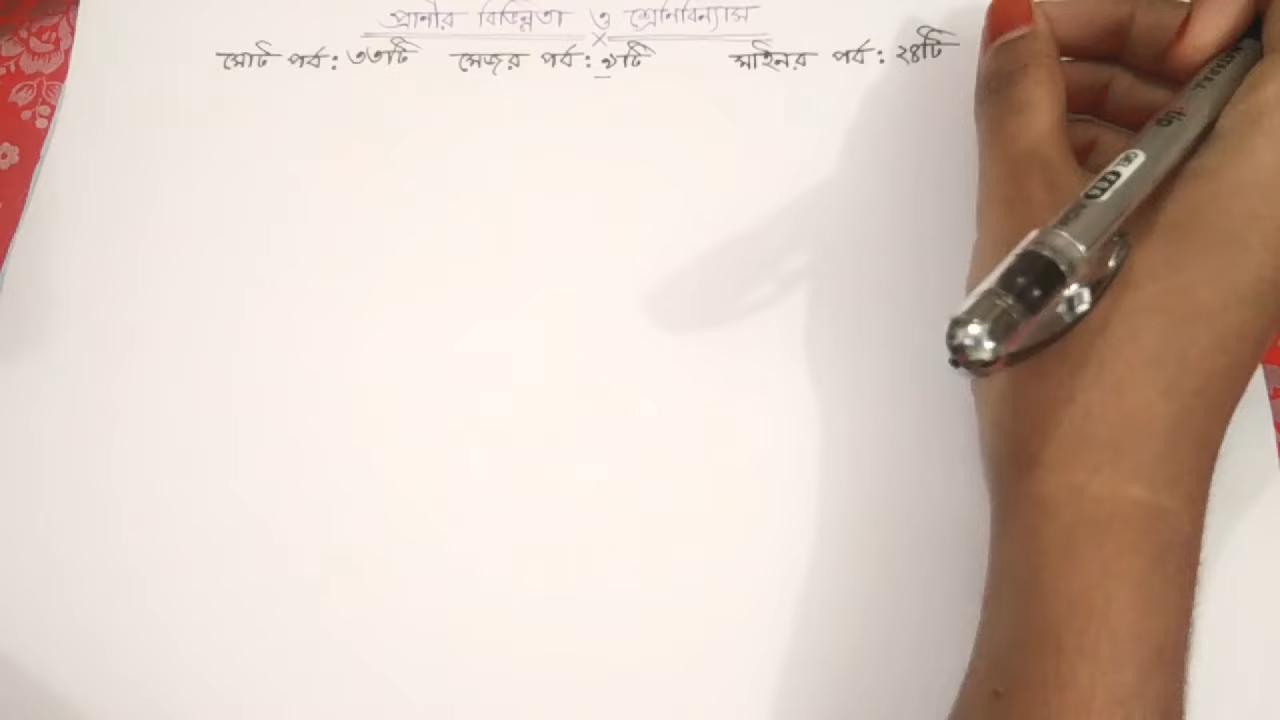 প্রানীর বিভিন্নতা ও শ্রেনিবিন্যাস
মোট পর্ব : ৩৩টি মেজর পর্ব : ৯টি মাইনর পর্ব : ২৪টি